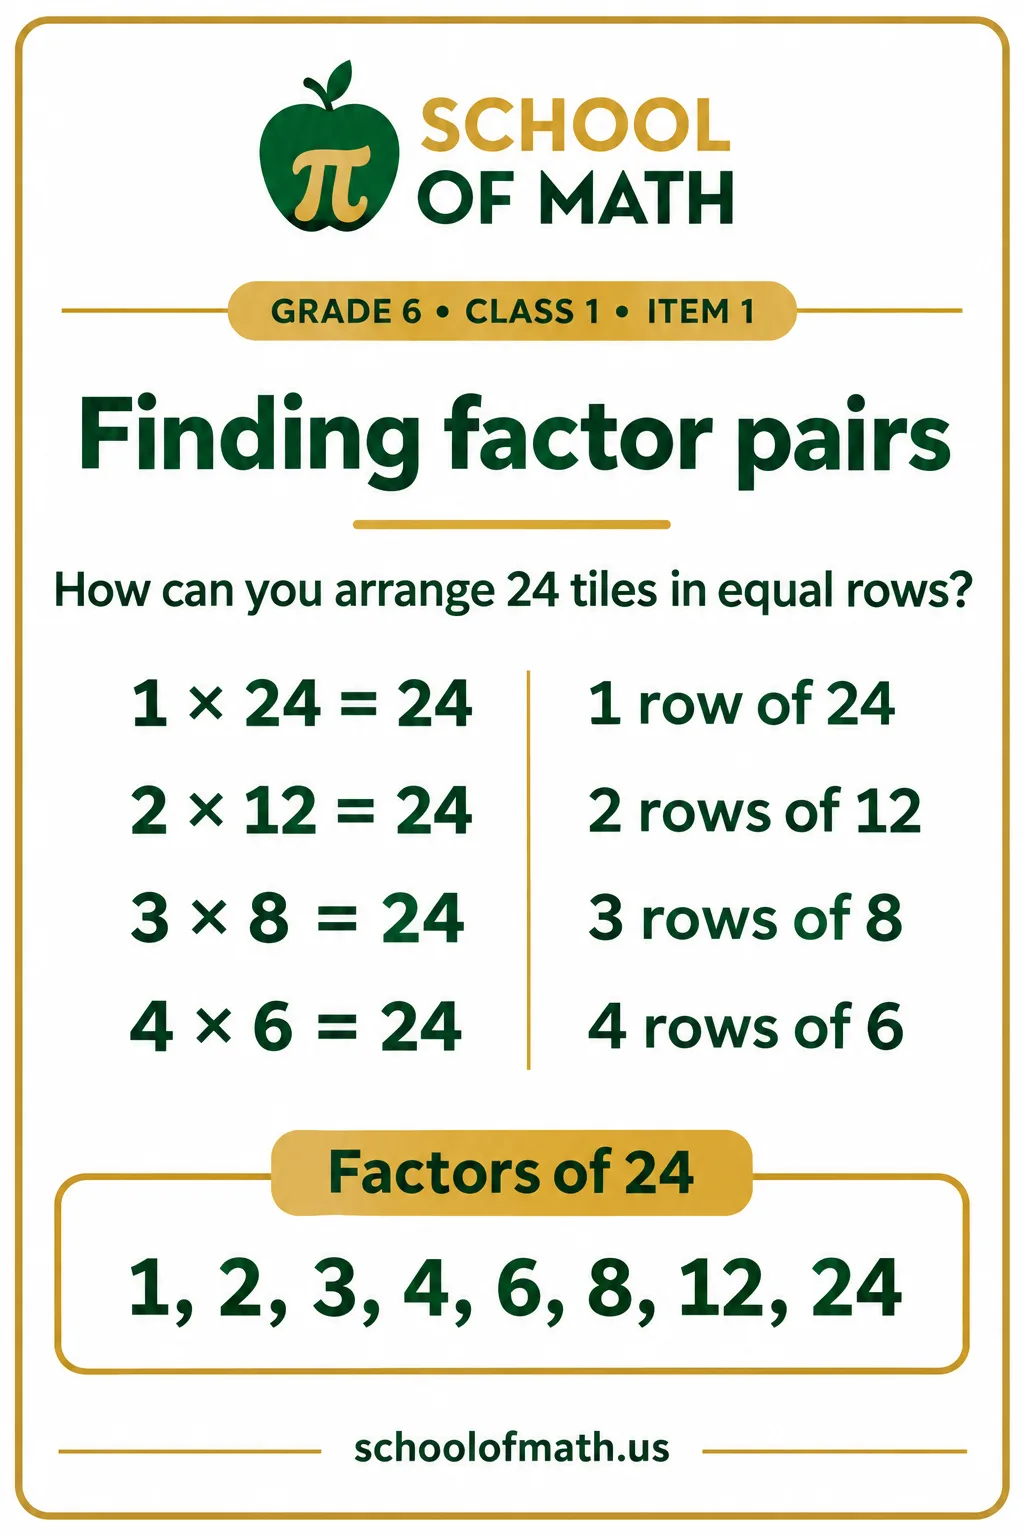 π
SCHOOL
OF MATH
GRADE 6 • CLASS 1 • ITEM 1
Finding factor pairs
How can you arrange 24 tiles in equal rows?
1 × 24 = 24
1 row of 24
2 × 12 = 24
2 rows of 12
3 × 8 = 24
3 rows of 8
4 × 6 = 24
4 rows of 6
Factors of 24
1, 2, 3, 4, 6, 8, 12, 24
schoolofmath.us